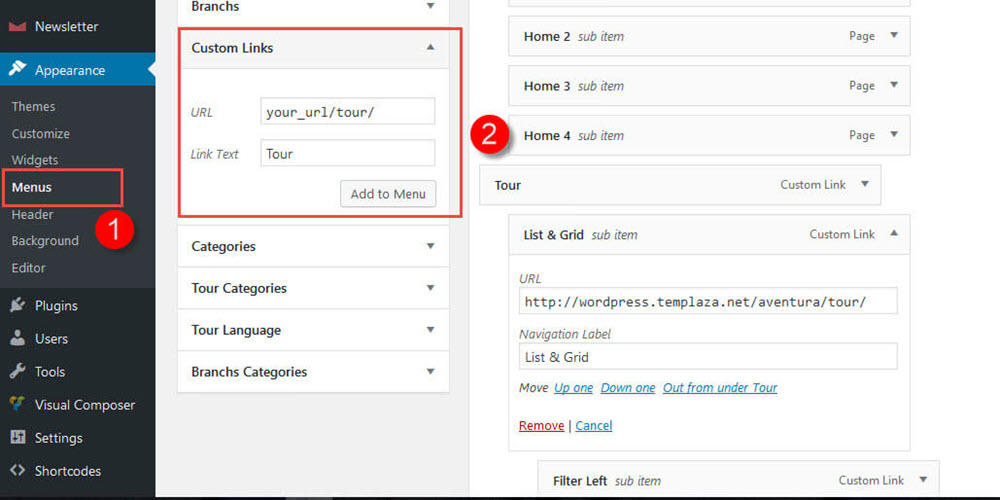 Newsletter
Appearance
Themes
Customize
Widgets
Menus
1
Header
Background
Editor
Plugins
Users
Tools
Visual Composer
Settings
Shortcodes
Branchs
Custom Links
URL your_url/tour/
Link Text Tour
Add to Menu
Categories
Tour Categories
Tour Language
Branchs Categories
2
Home 2 sub item Page
Home 3 sub item Page
Home 4 sub item Page
Tour Custom Link
List & Grid sub item Custom Link
URL
http://wordpress.templaza.net/aventura/tour/
Navigation Label
List & Grid
Move Up one Down one Out from under Tour
Remove | Cancel
Filter Left sub item Custom Link